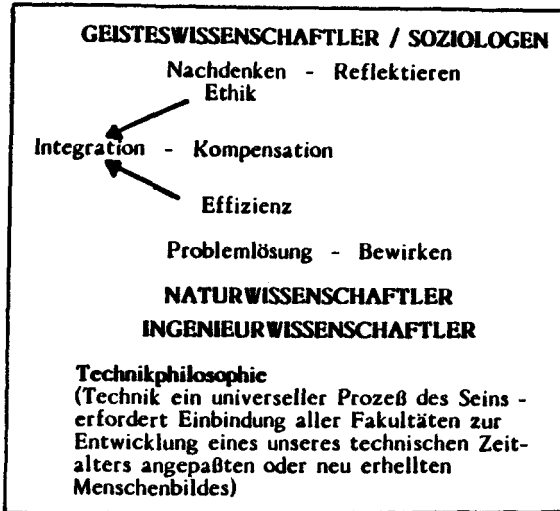 GEISTESWISSENSCHAFTLER / SOZIOLOGEN
Nachdenken - Reflektieren
Ethik
Integration - Kompensation
Effizienz
Problemlösung - Bewirken
NATURWISSENSCHAFTLER
INGENIEURWISSENSCHAFTLER
Technikphilosophie
(Technik ein universeller Prozeß des Seins -
erfordert Einbindung aller Fakultäten zur
Entwicklung eines unseres technischen Zeit-
alters angepaßten oder neu erhellten
Menschenbildes)